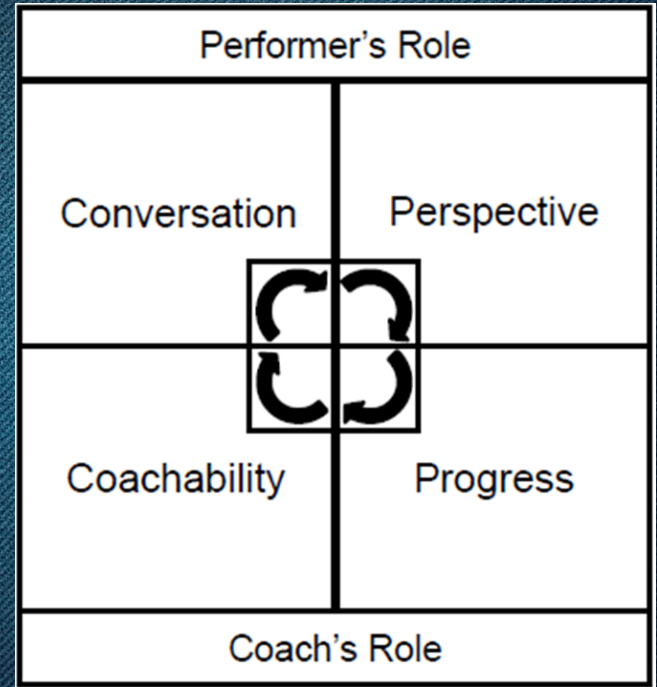 Performer's Role
Conversation
Perspective
Coachability
Progress
Coach's Role